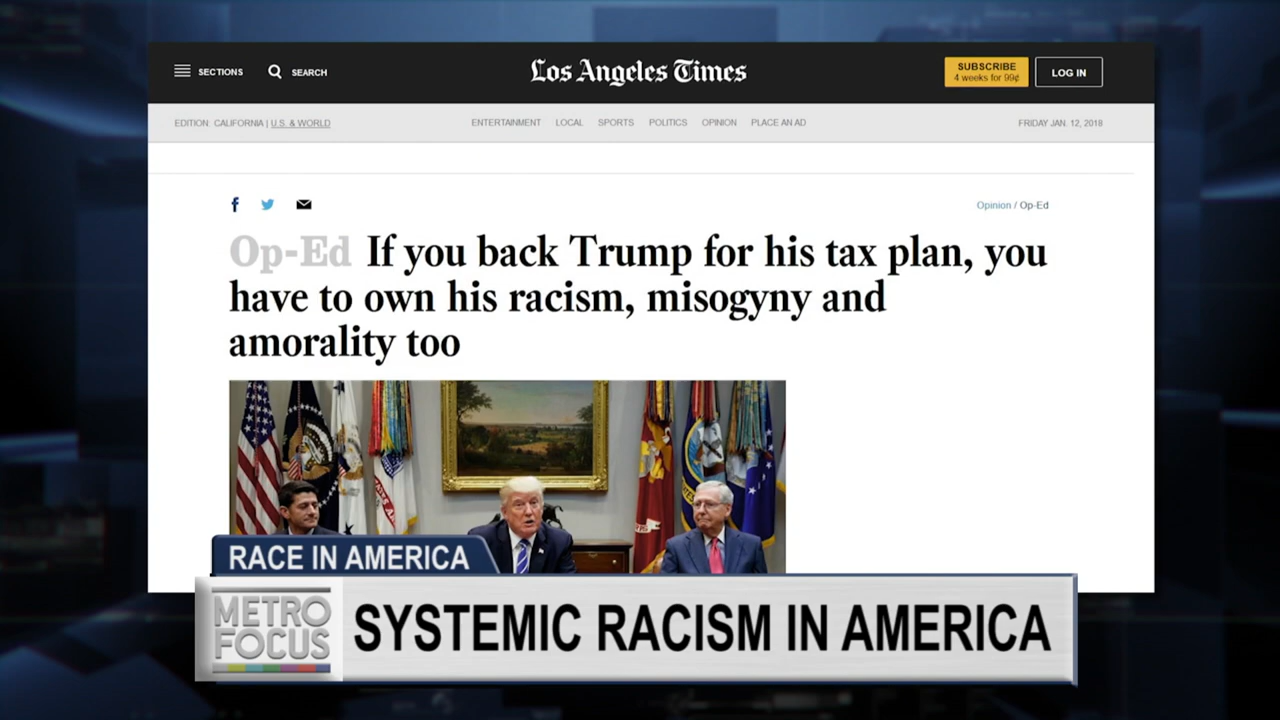 SECTIONS
SEARCH
Los Angeles Times
SUBSCRIBE
4 weeks for 99¢
LOG IN
EDITION: CALIFORNIA | U.S. & WORLD
ENTERTAINMENT LOCAL SPORTS POLITICS OPINION PLACE AN AD
FRIDAY JAN. 12, 2018
Opinion / Op-Ed
Op-Ed If you back Trump for his tax plan, you
have to own his racism, misogyny and
amorality too
RACE IN AMERICA
METRO
FOCUS
SYSTEMIC RACISM IN AMERICA